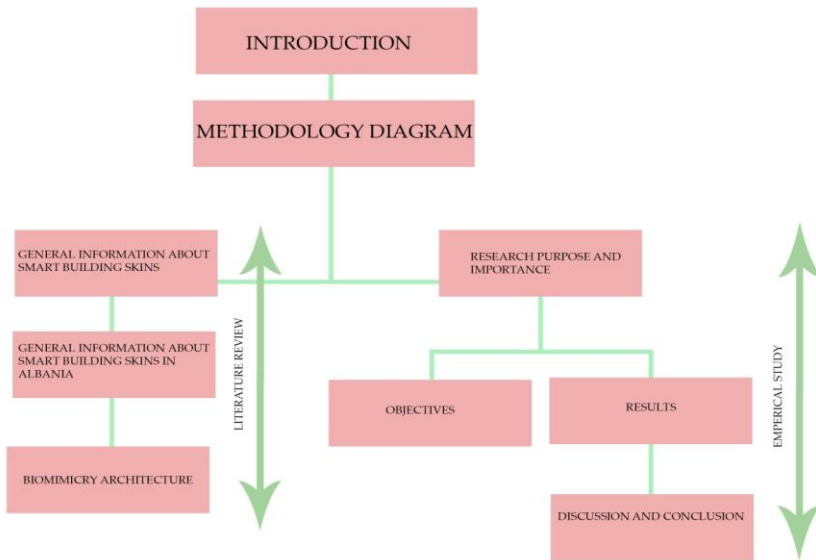 INTRODUCTION
METHODOLOGY DIAGRAM
GENERAL INFORMATION ABOUT
SMART BUILDING SKINS
RESEARCH PURPOSE AND
IMPORTANCE
GENERAL INFORMATION ABOUT
SMART BUILDING SKINS IN
ALBANIA
LITERATURE REVIEW
OBJECTIVES
RESULTS
EMPERICAL STUDY
BIOMIMICRY ARCHITECTURE
DISCUSSION AND CONCLUSION